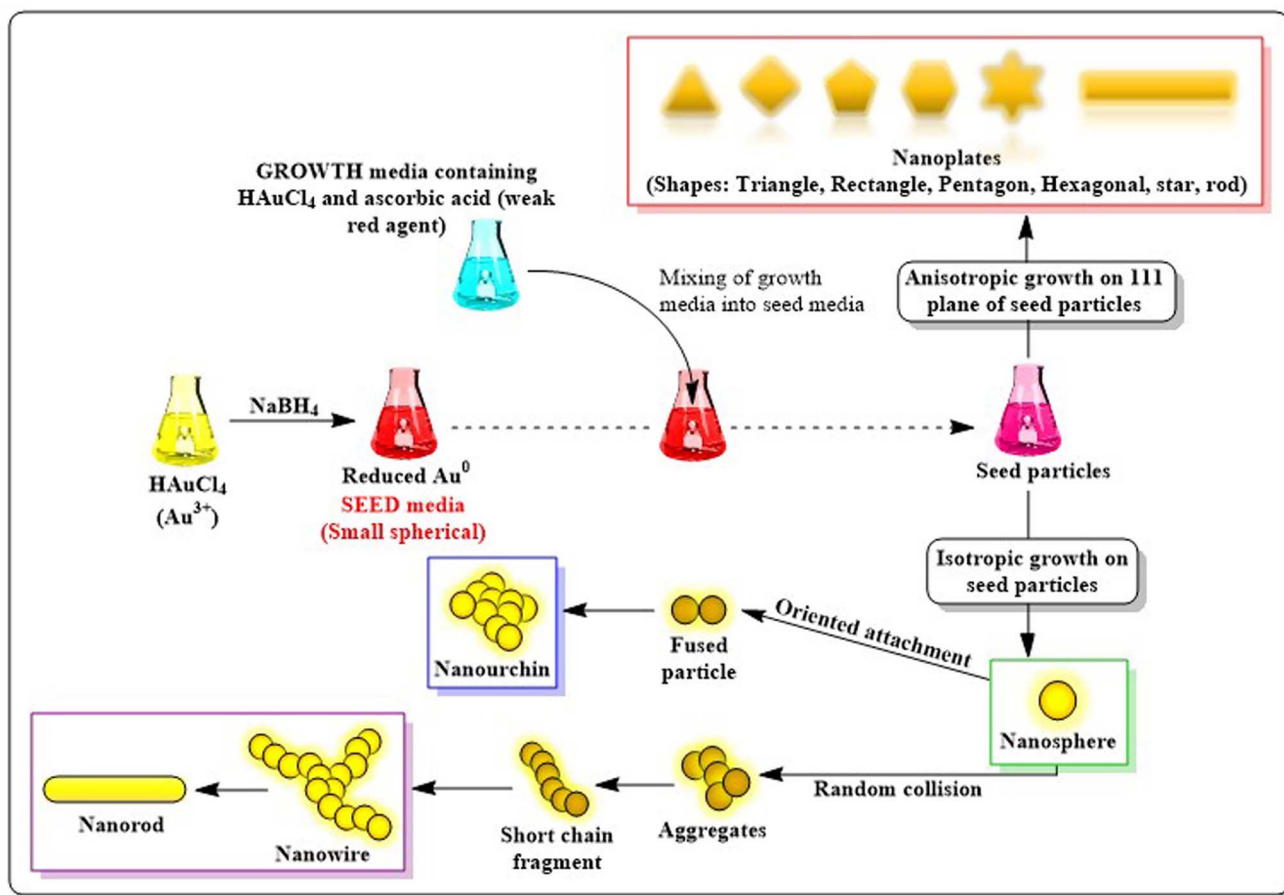 Nanoplates
(Shapes: Triangle, Rectangle, Pentagon, Hexagonal, star, rod)
GROWTH media containing
HAuCl₄ and ascorbic acid (weak
red agent)
Mixing of growth
media into seed media
Anisotropic growth on 111
plane of seed particles
NaBH₄
HAuCl₄
(Au³⁺)
Reduced Au⁰
SEED media
(Small spherical)
Seed particles
Isotropic growth on
seed particles
Oriented attachment
Fused
particle
Nanourchin
Nanosphere
Random collision
Aggregates
Short chain
fragment
Nanowire
Nanorod